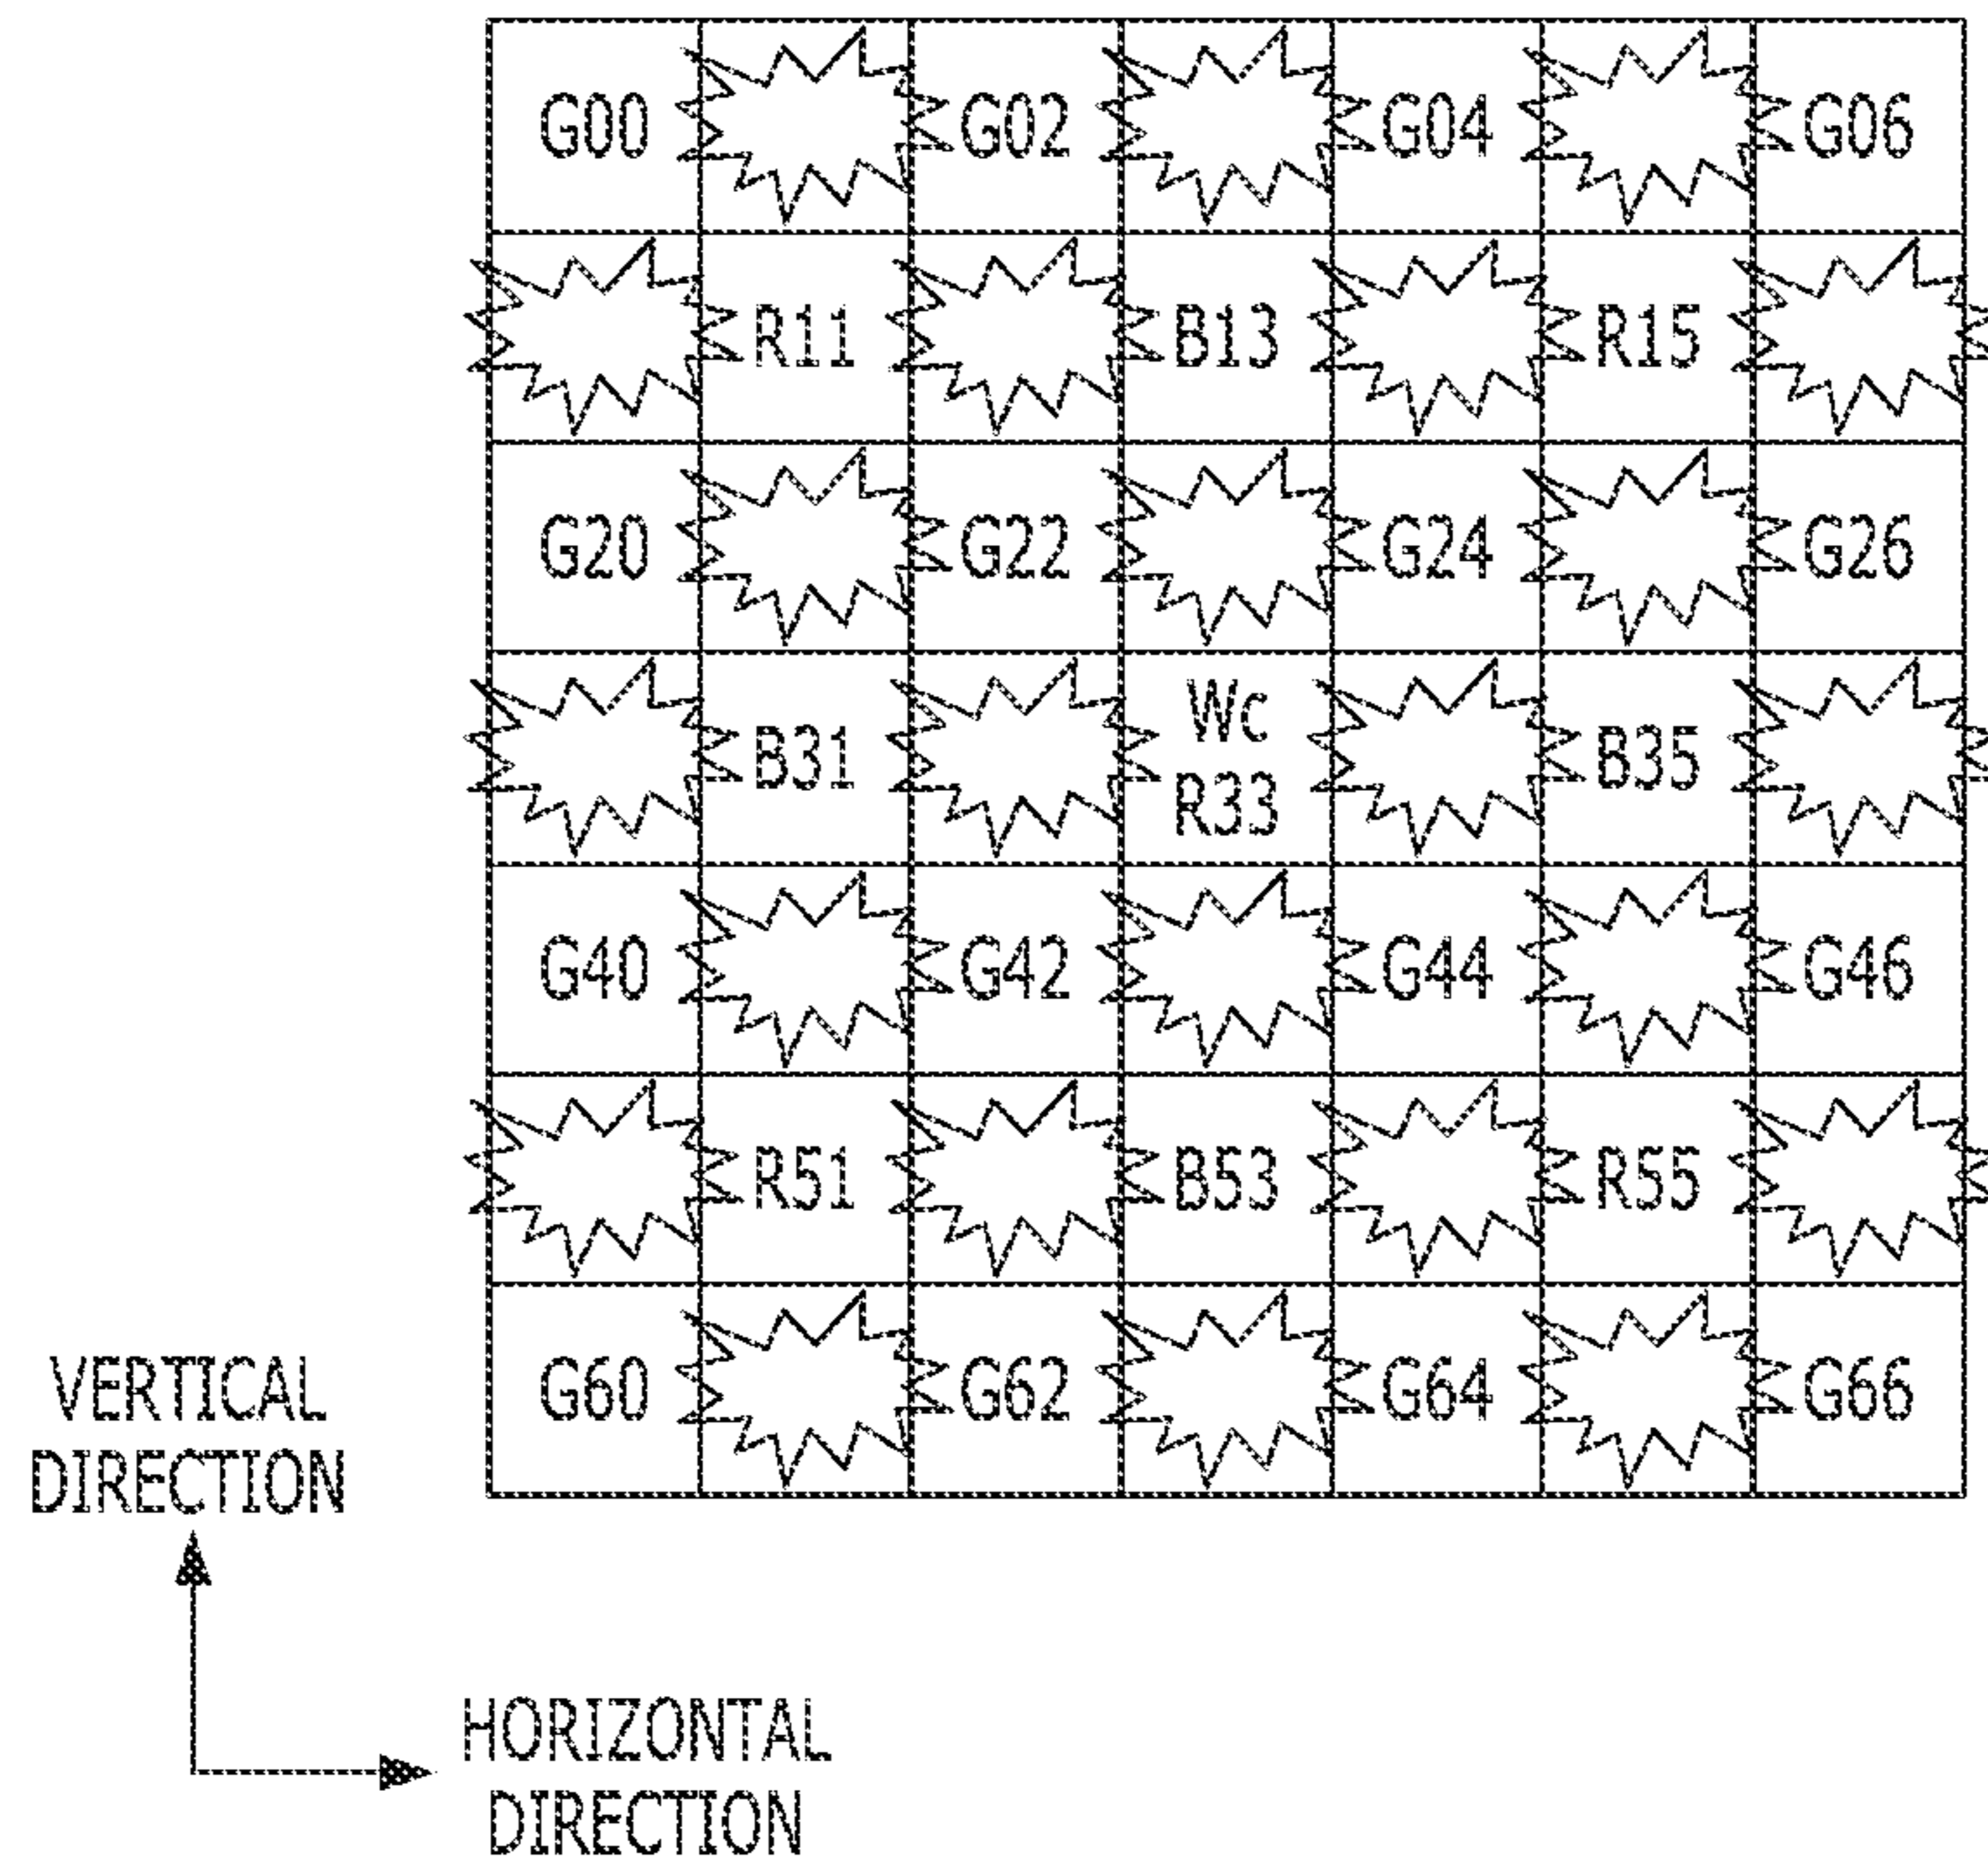 G00 G02 G04 G06
R11 B13 R15
G20 G22 G24 G26
Wc
B31 B35
R33
G40 G42 G44 G46
R51 B53 R55
G60 G62 G64 G66
VERTICAL
DIRECTION
HORIZONTAL
DIRECTION